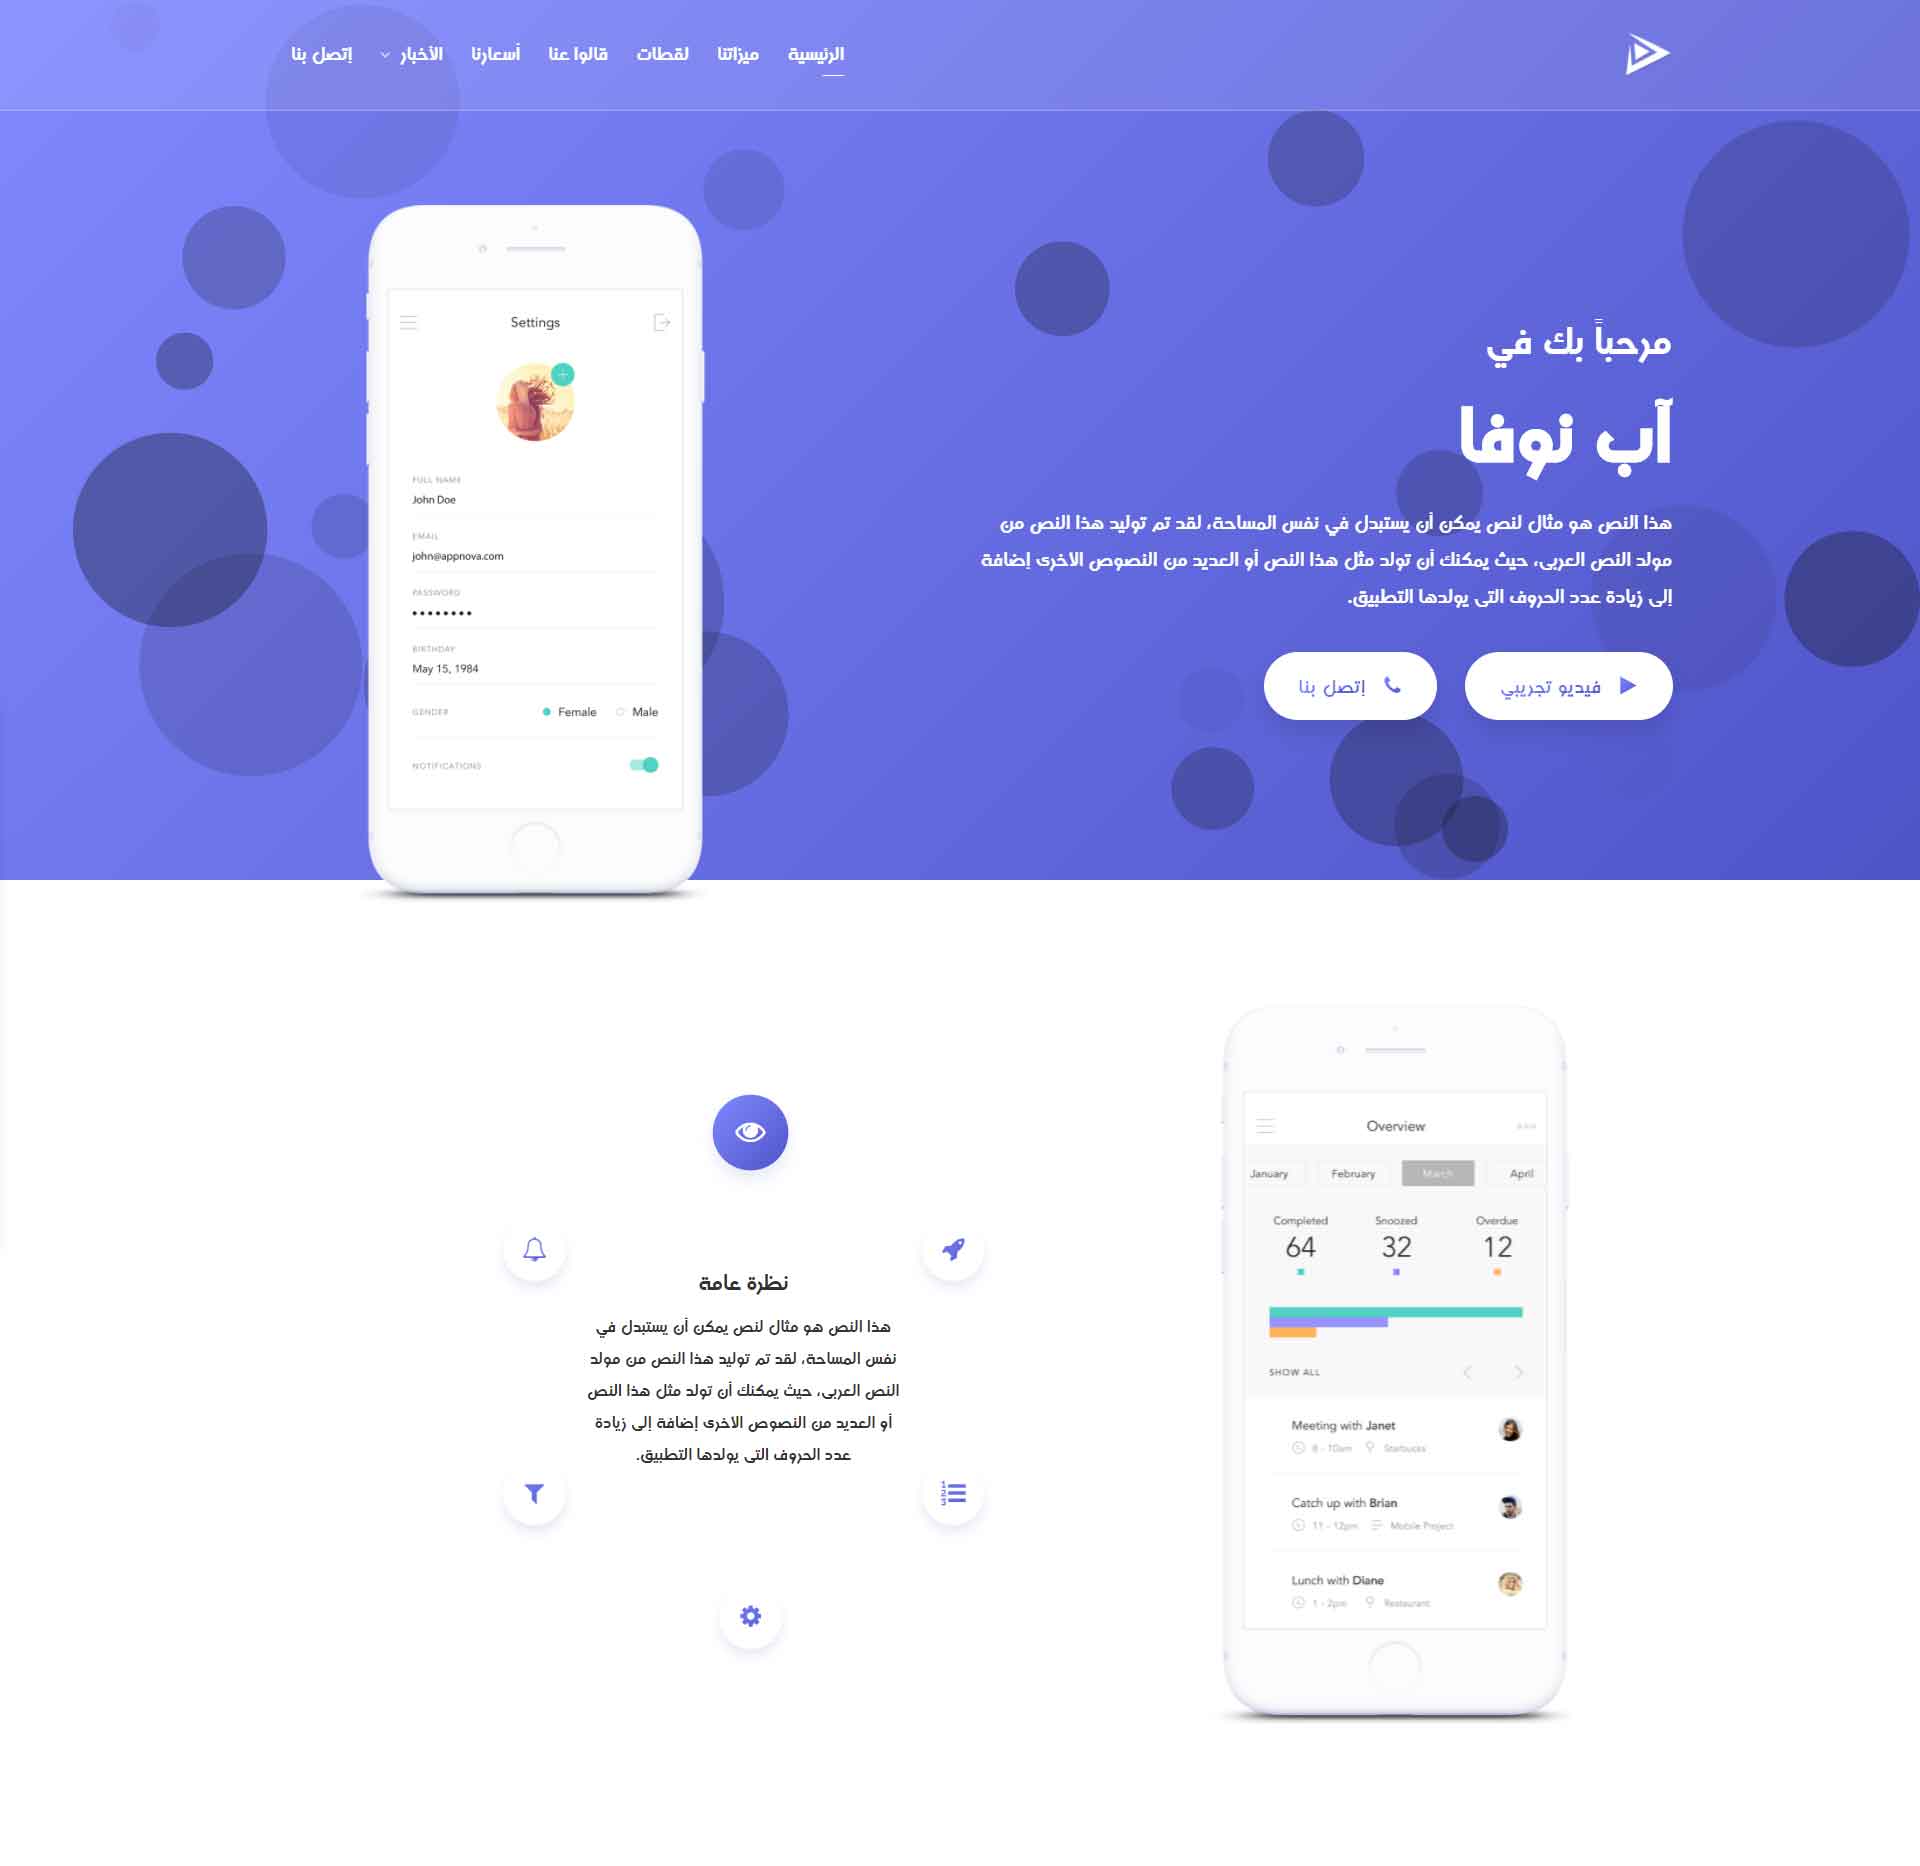 الرئيسية
ميزاتنا
لقطات
قالوا عنا
أسعارنا
الأخبار
إتصل بنا
مرحباً بك في
آب نوفا
هذا النص هو مثال لنص يمكن أن يستبدل في نفس المساحة، لقد تم توليد هذا النص من
مولد النص العربى، حيث يمكنك أن تولد مثل هذا النص أو العديد من النصوص الاخرى إضافة
إلى زيادة عدد الحروف التى يولدها التطبيق.
فيديو تجريبي
إتصل بنا
Settings
FULL NAME
John Doe
EMAIL
john@appnova.com
PASSWORD
BIRTHDAY
May 15, 1984
GENDER Female Male
NOTIFICATIONS
Overview
January February March April
Completed Snoozed Overdue
64 32 12
SHOW ALL
Meeting with Janet
8 - 10am Starbucks
Catch up with Brian
11 - 12pm Mobile Project
Lunch with Diane
1 - 2pm Restaurant
نظرة عامة
هذا النص هو مثال لنص يمكن أن يستبدل في
نفس المساحة، لقد تم توليد هذا النص من مولد
النص العربى، حيث يمكنك أن تولد مثل هذا النص
أو العديد من النصوص الاخرى إضافة إلى زيادة
عدد الحروف التى يولدها التطبيق.